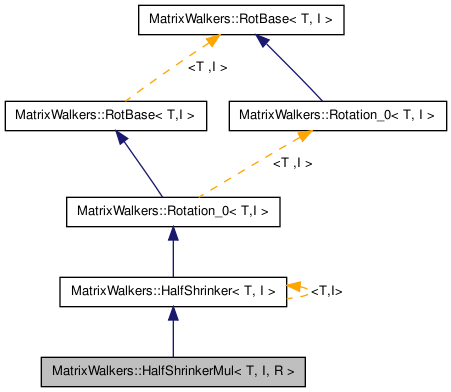 MatrixWalkers::RotBase< T, I >
<T ,I >
MatrixWalkers::RotBase< T,I >
MatrixWalkers::Rotation_0< T, I >
<T ,I >
MatrixWalkers::Rotation_0< T,I >
MatrixWalkers::HalfShrinker< T, I >
<T,I>
MatrixWalkers::HalfShrinkerMul< T, I, R >